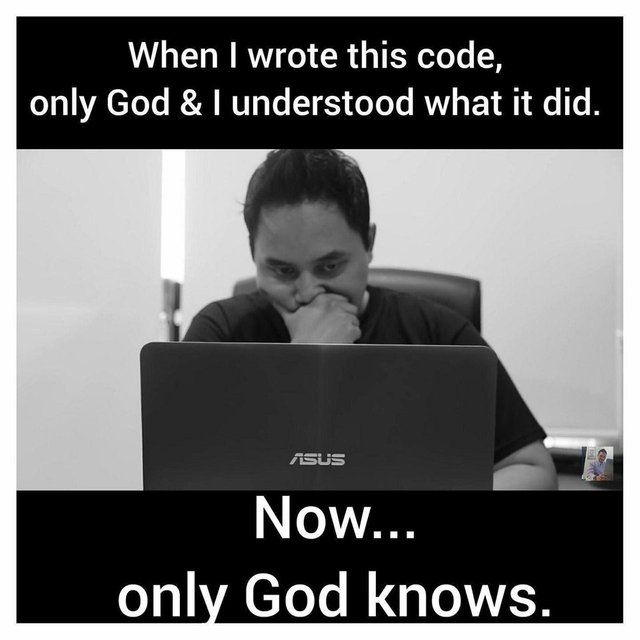 When I wrote this code,
only God & I understood what it did.
ASUS
Now...
only God knows.